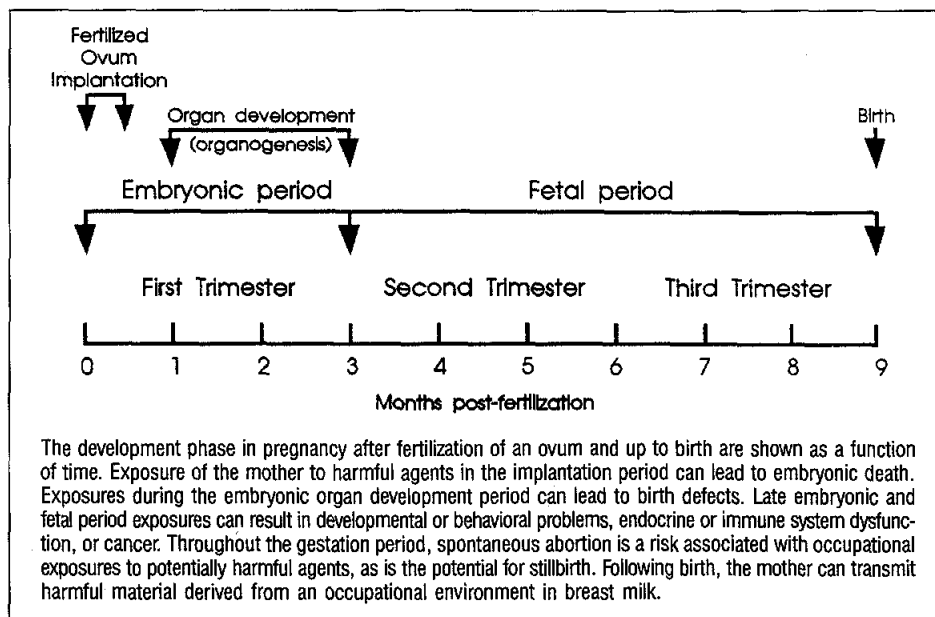 Fertilized
Ovum
Implantation
Organ development
(organogenesis)
Birth
Embryonic period
Fetal period
First Trimester
Second Trimester
Third Trimester
0 1 2 3 4 5 6 7 8 9
Months post-fertilization
The development phase in pregnancy after fertilization of an ovum and up to birth are shown as a function
of time. Exposure of the mother to harmful agents in the implantation period can lead to embryonic death.
Exposures during the embryonic organ development period can lead to birth defects. Late embryonic and
fetal period exposures can result in developmental or behavioral problems, endocrine or immune system dysfunc-
tion, or cancer. Throughout the gestation period, spontaneous abortion is a risk associated with occupational
exposures to potentially harmful agents, as is the potential for stillbirth. Following birth, the mother can transmit
harmful material derived from an occupational environment in breast milk.